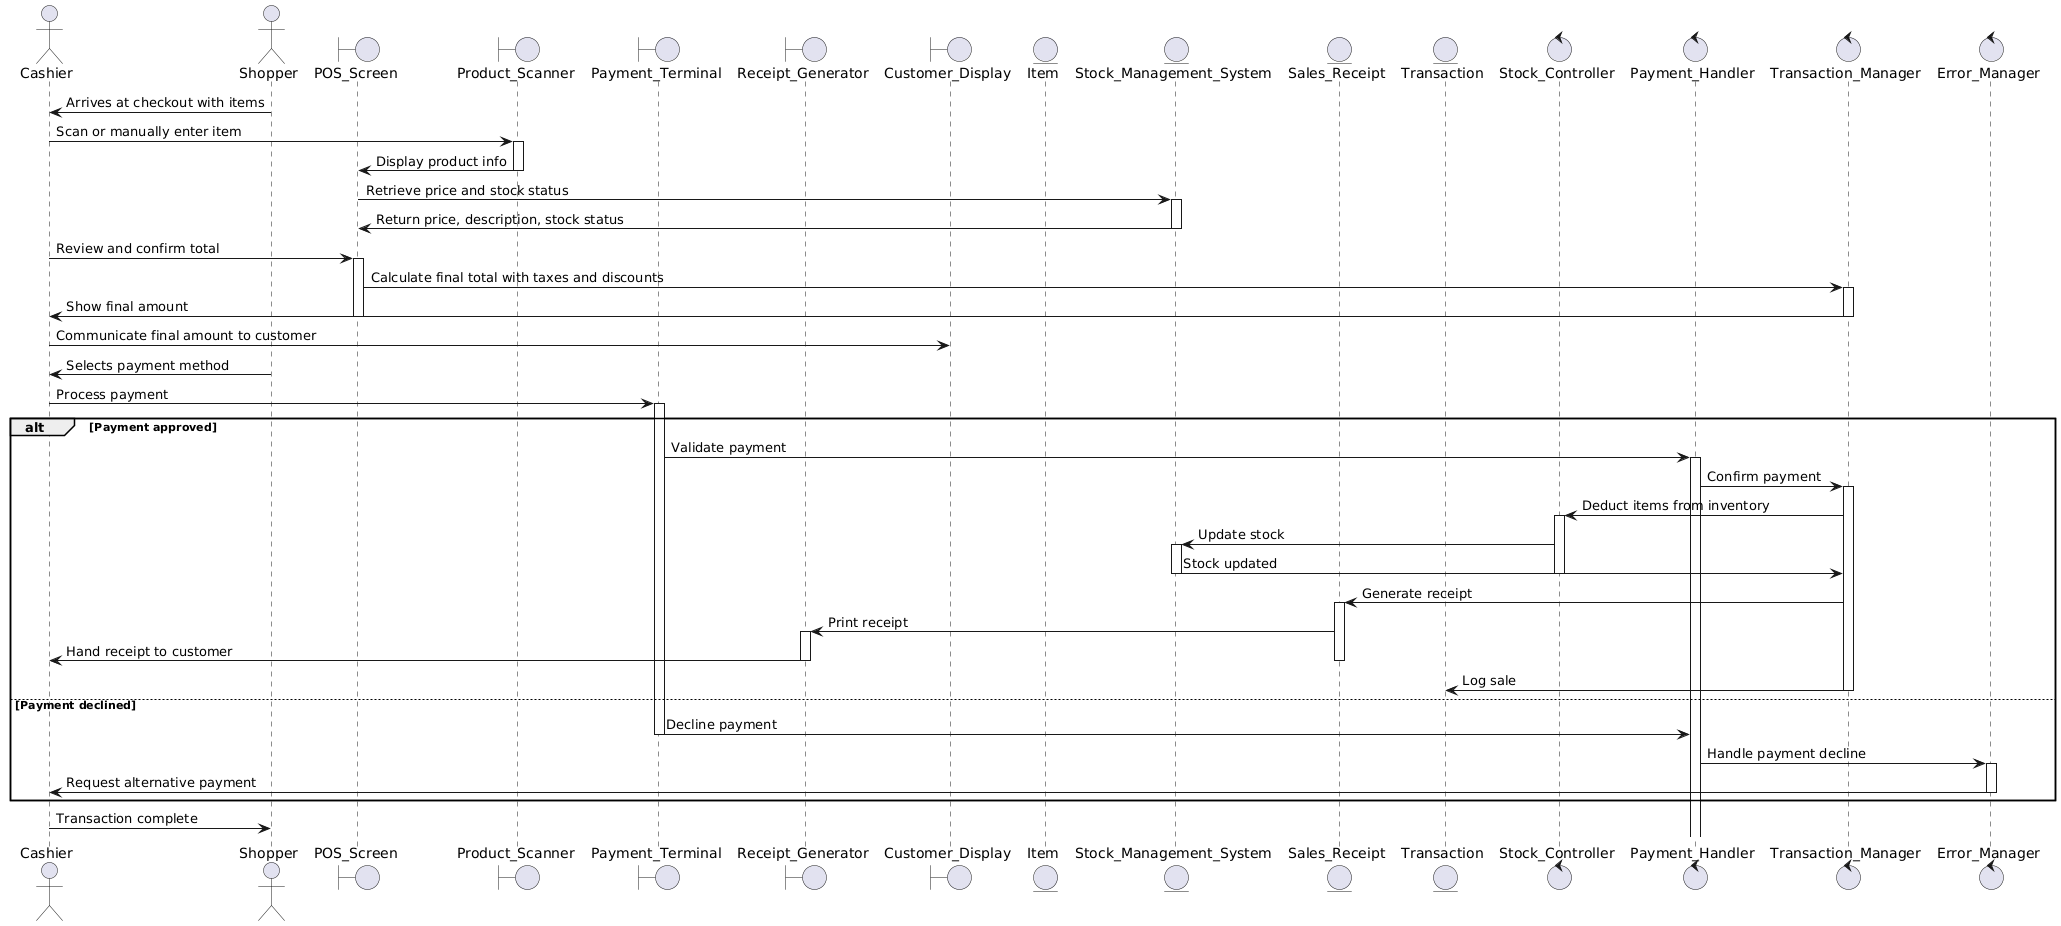 Cashier Shopper POS_Screen Product_Scanner Payment_Terminal Receipt_Generator Customer_Display Item Stock_Management_System Sales_Receipt Transaction Stock_Controller Payment_Handler Transaction_Manager Error_Manager
Arrives at checkout with items
Scan or manually enter item
Display product info
Retrieve price and stock status
Return price, description, stock status
Review and confirm total
Calculate final total with taxes and discounts
Show final amount
Communicate final amount to customer
Selects payment method
Process payment
alt [Payment approved]
Validate payment
Confirm payment
Deduct items from inventory
Update stock
Stock updated
Generate receipt
Print receipt
Hand receipt to customer
Log sale
[Payment declined]
Decline payment
Handle payment decline
Request alternative payment
Transaction complete
Cashier Shopper POS_Screen Product_Scanner Payment_Terminal Receipt_Generator Customer_Display Item Stock_Management_System Sales_Receipt Transaction Stock_Controller Payment_Handler Transaction_Manager Error_Manager